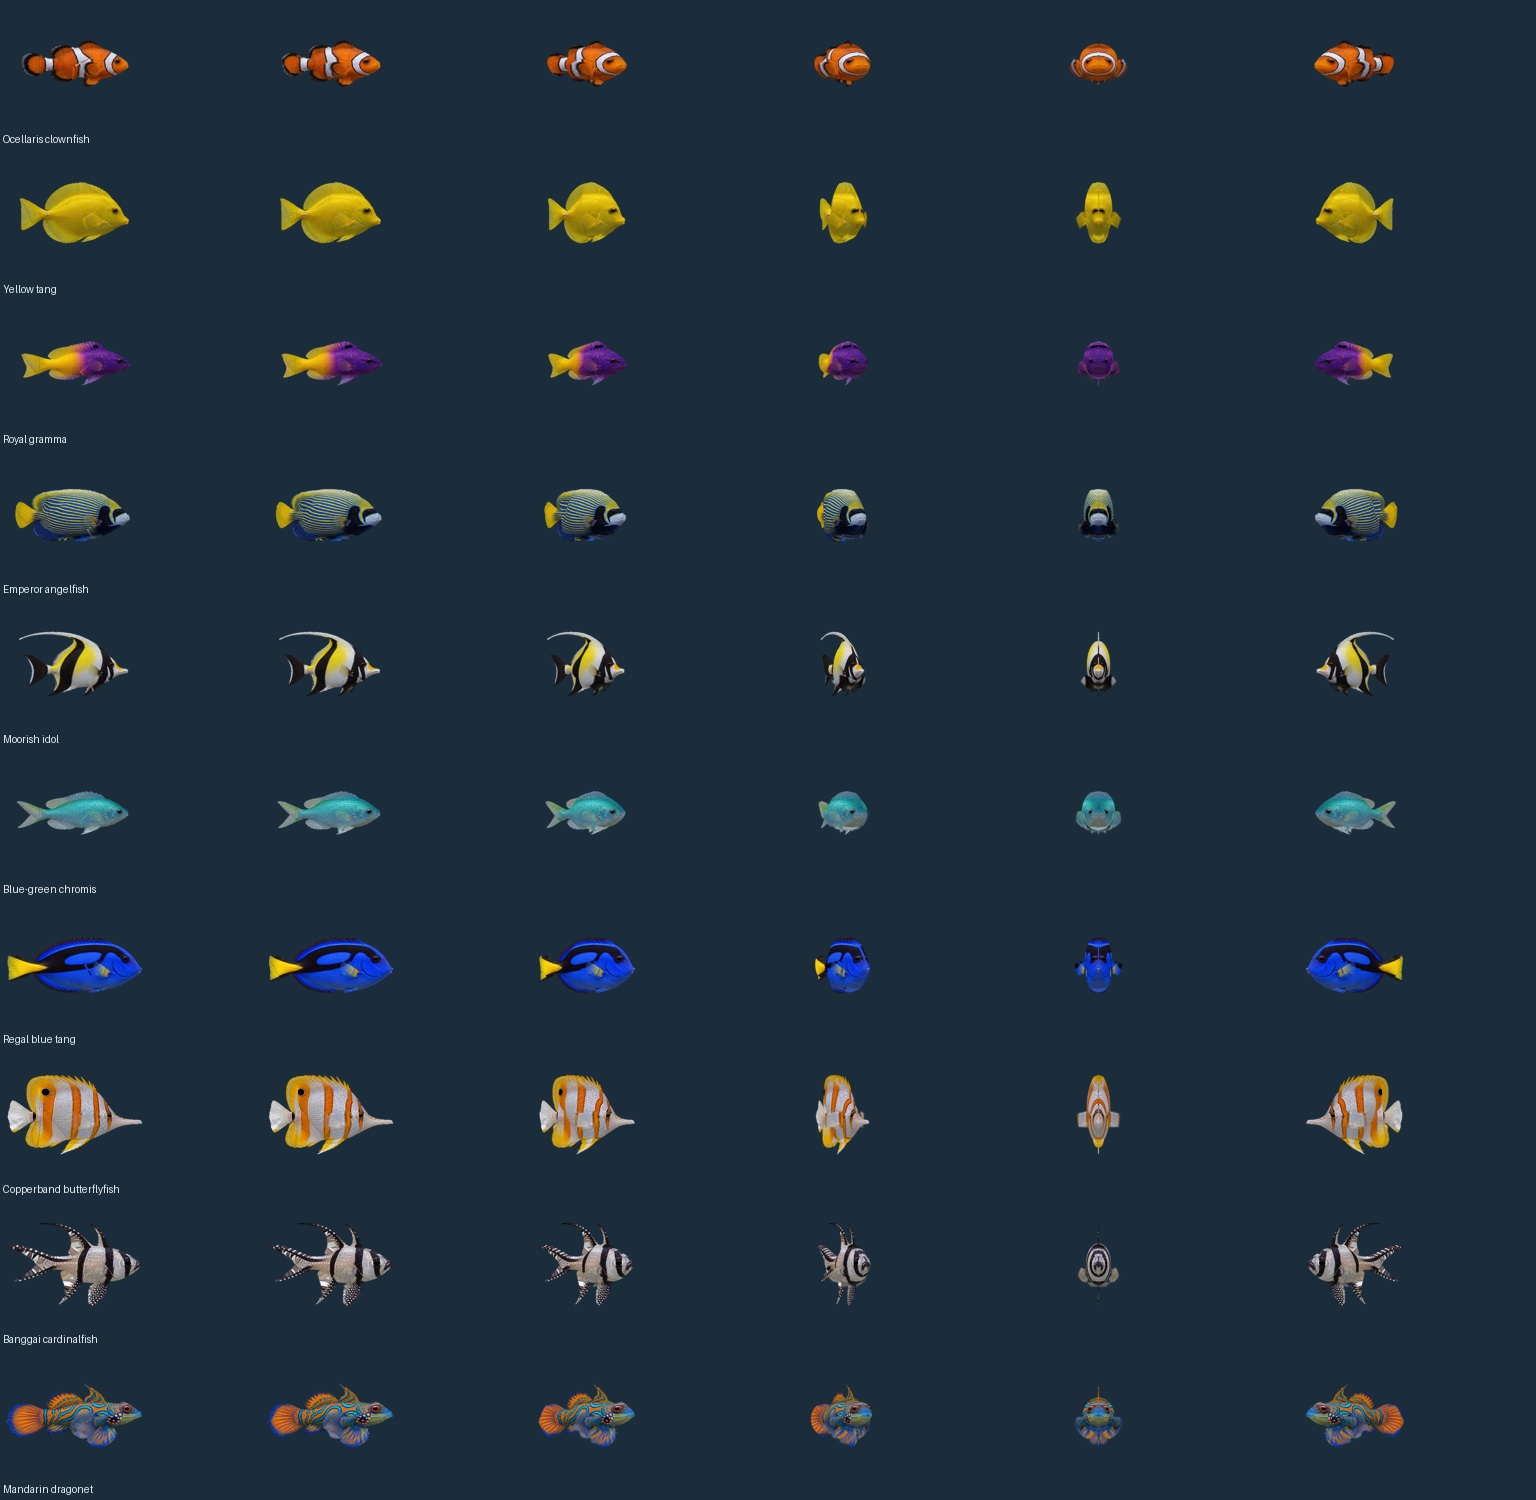 Ocellaris clownfish
Yellow tang
Royal gramma
Emperor angelfish
Moorish idol
Blue-green chromis
Regal blue tang
Copperband butterflyfish
Banggai cardinalfish
Mandarin dragonet